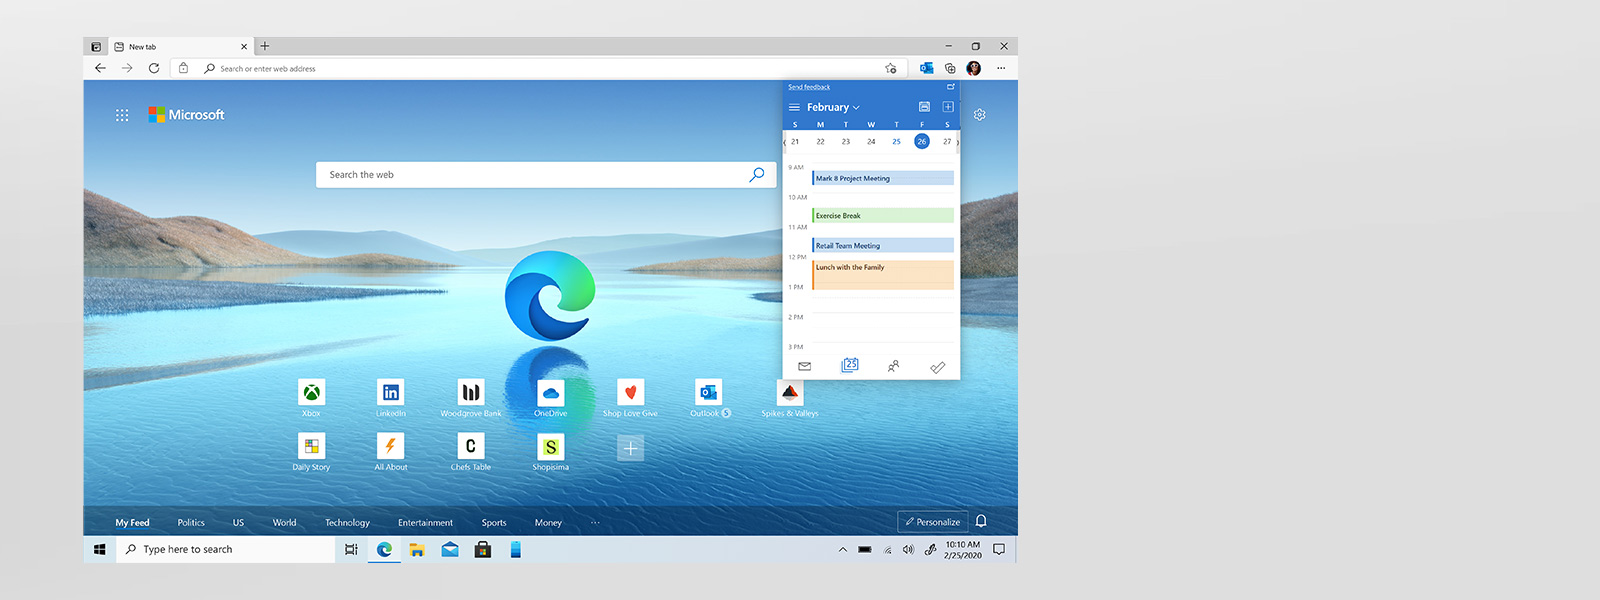 New tab
Search or enter web address
Send feedback
Microsoft
February
S M T W T F S
21 22 23 24 25 26 27
Search the web
9 AM
Mark 8 Project Meeting
10 AM
Exercise Break
11 AM
Retail Team Meeting
12 PM
Lunch with the Family
1 PM
2 PM
3 PM
25
Xbox
LinkedIn
Woodgrove Bank
OneDrive
Shop Love Give
Outlook 5
Spikes & Valleys
Daily Story
All About
Chefs Table
Shopisima
My Feed Politics US World Technology Entertainment Sports Money ...
Personalize
Type here to search
10:10 AM
2/25/2020